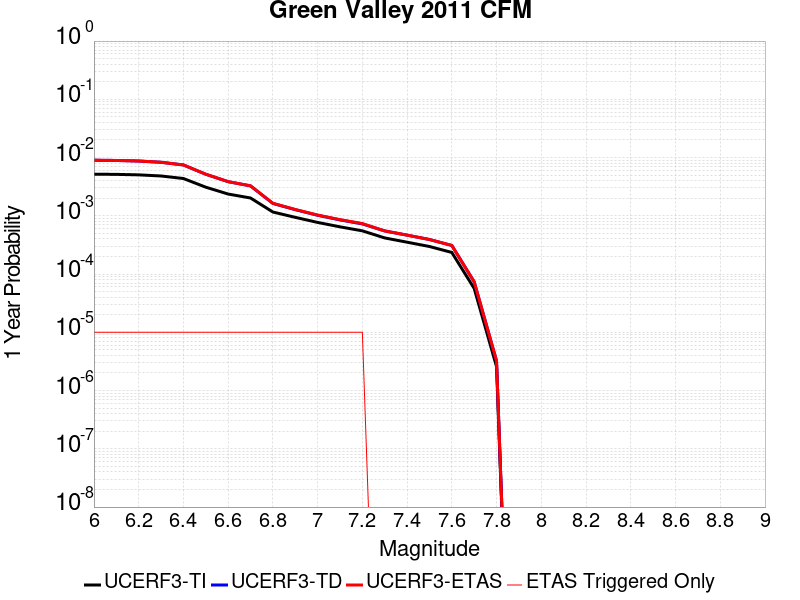 Green Valley 2011 CFM
10^0
10^-1
10^-2
10^-3
10^-4
10^-5
10^-6
10^-7
10^-8
1 Year Probability
6 6.2 6.4 6.6 6.8 7 7.2 7.4 7.6 7.8 8 8.2 8.4 8.6 8.8 9
Magnitude
UCERF3-TI UCERF3-TD UCERF3-ETAS ETAS Triggered Only